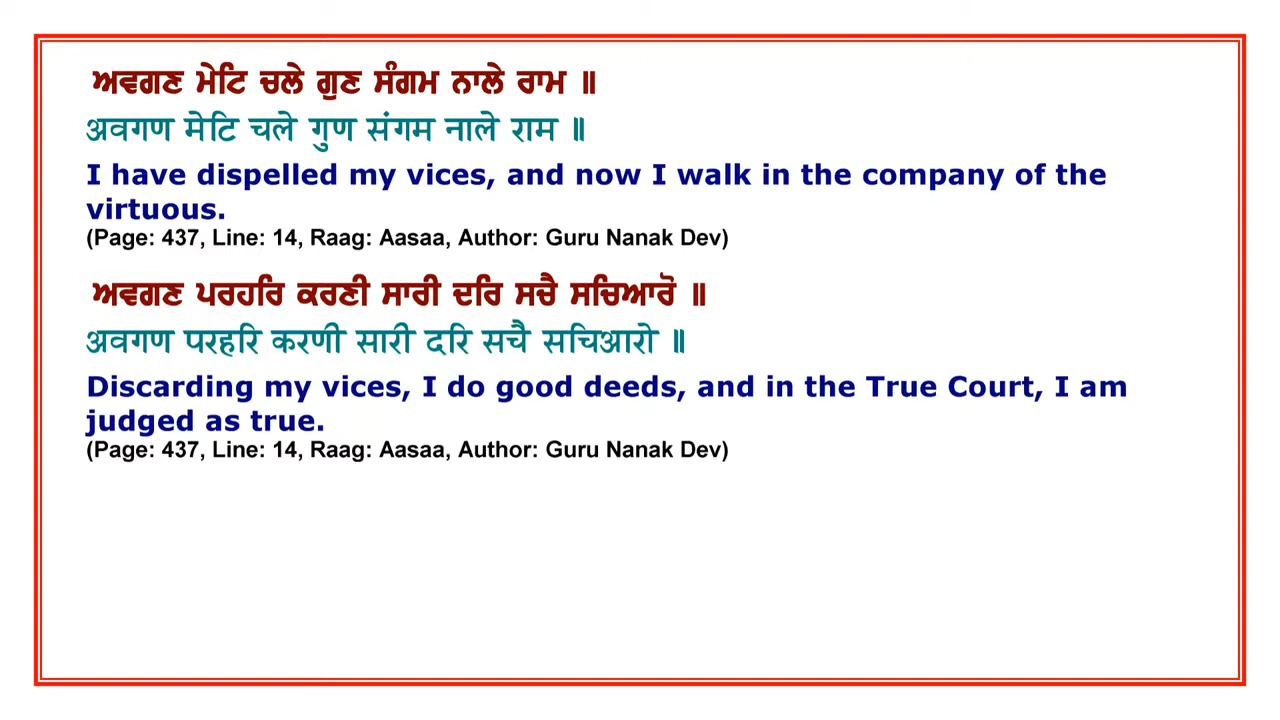 ਅਵਗਣ ਮੇਟਿ ਚਲੇ ਗੁਣ ਸੰਗਮ ਨਾਲੇ ਰਾਮ ॥
अवगण मेटि चले गुण संगम नाले राम ॥
I have dispelled my vices, and now I walk in the company of the
virtuous.
(Page: 437, Line: 14, Raag: Aasaa, Author: Guru Nanak Dev)
ਅਵਗਣ ਪਰਹਰਿ ਕਰਣੀ ਸਾਰੀ ਦਰਿ ਸਚੈ ਸਚਿਆਰੋ ॥
अवगण परहरि करणी सारी दरि सचै सचिआरो ॥
Discarding my vices, I do good deeds, and in the True Court, I am
judged as true.
(Page: 437, Line: 14, Raag: Aasaa, Author: Guru Nanak Dev)